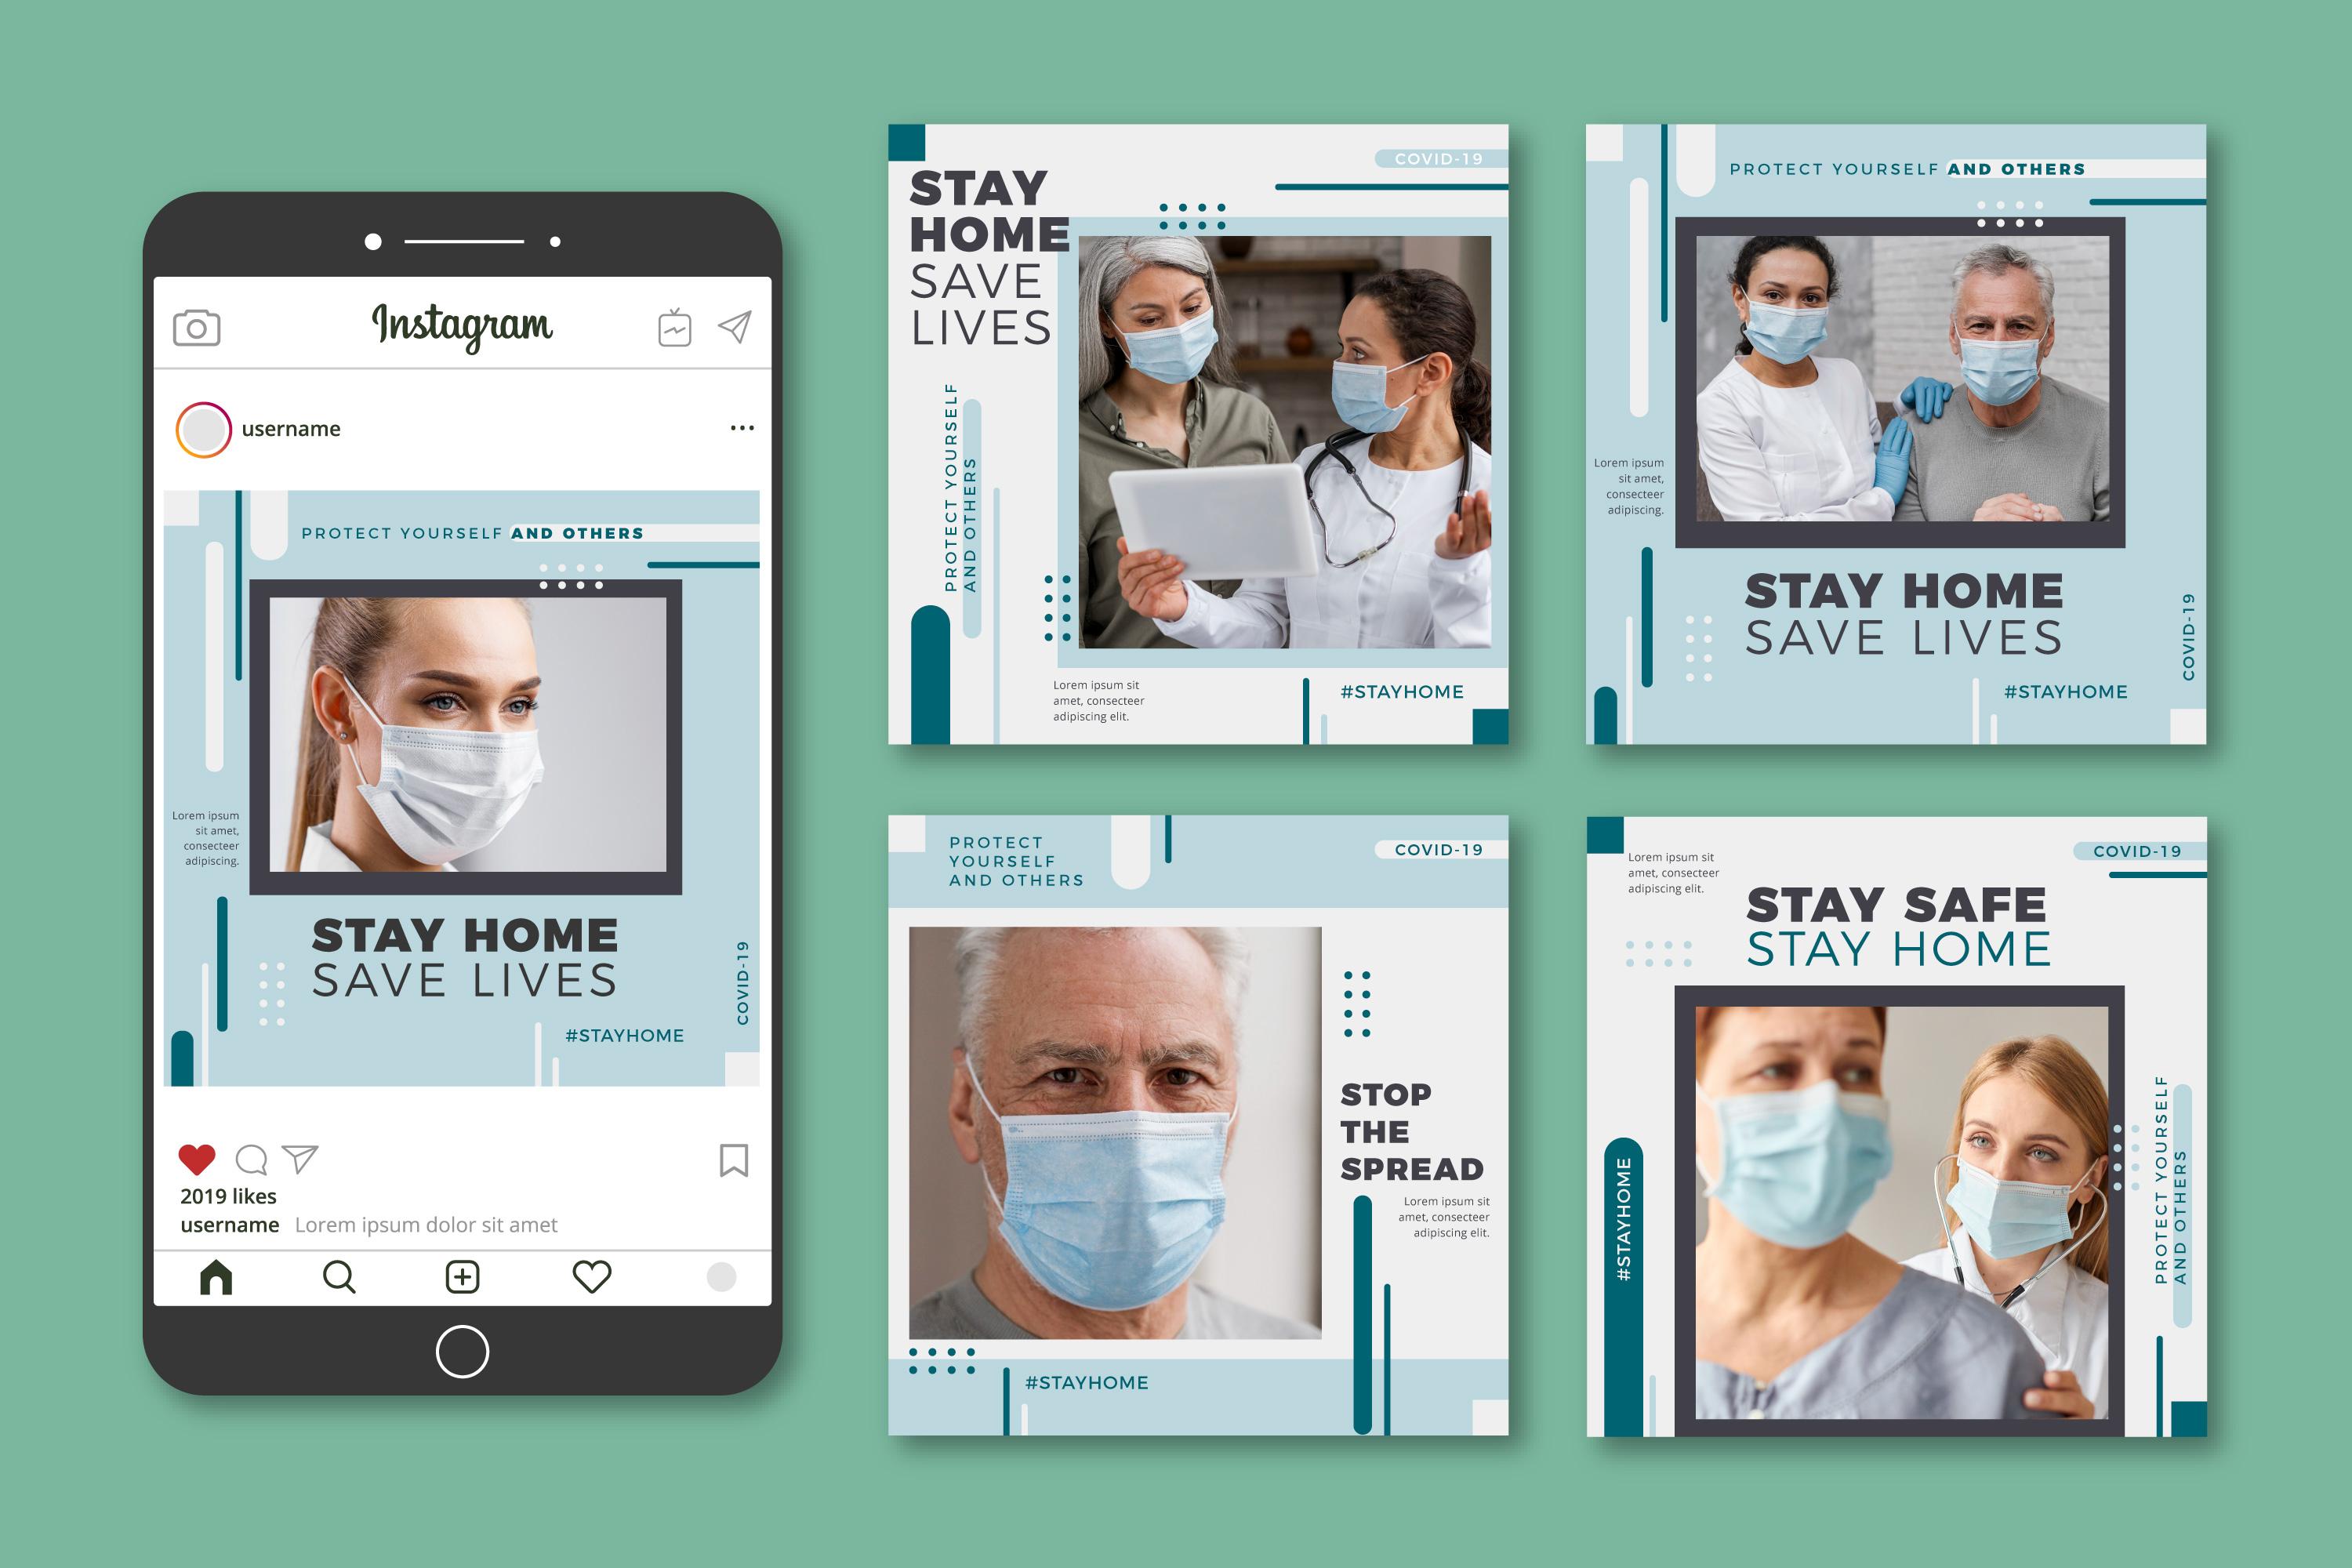 Instagram
username
PROTECT YOURSELF AND OTHERS
Lorem ipsum
sit amet,
consecteer
adipiscing.
STAY HOME
SAVE LIVES
COVID-19
#STAYHOME
2019 likes
username Lorem ipsum dolor sit amet
COVID-19
STAY
HOME
SAVE
LIVES
PROTECT YOURSELF
AND OTHERS
Lorem ipsum sit
amet, consecteer
adipiscing elit.
#STAYHOME
PROTECT YOURSELF AND OTHERS
Lorem ipsum
sit amet,
consecteer
adipiscing.
STAY HOME
SAVE LIVES
COVID-19
#STAYHOME
PROTECT
YOURSELF
AND OTHERS
COVID-19
STOP
THE
SPREAD
Lorem ipsum sit
amet, consecteer
adipiscing elit.
#STAYHOME
COVID-19
Lorem ipsum sit
amet, consecteer
adipiscing elit.
STAY SAFE
STAY HOME
#STAYHOME
PROTECT YOURSELF
AND OTHERS